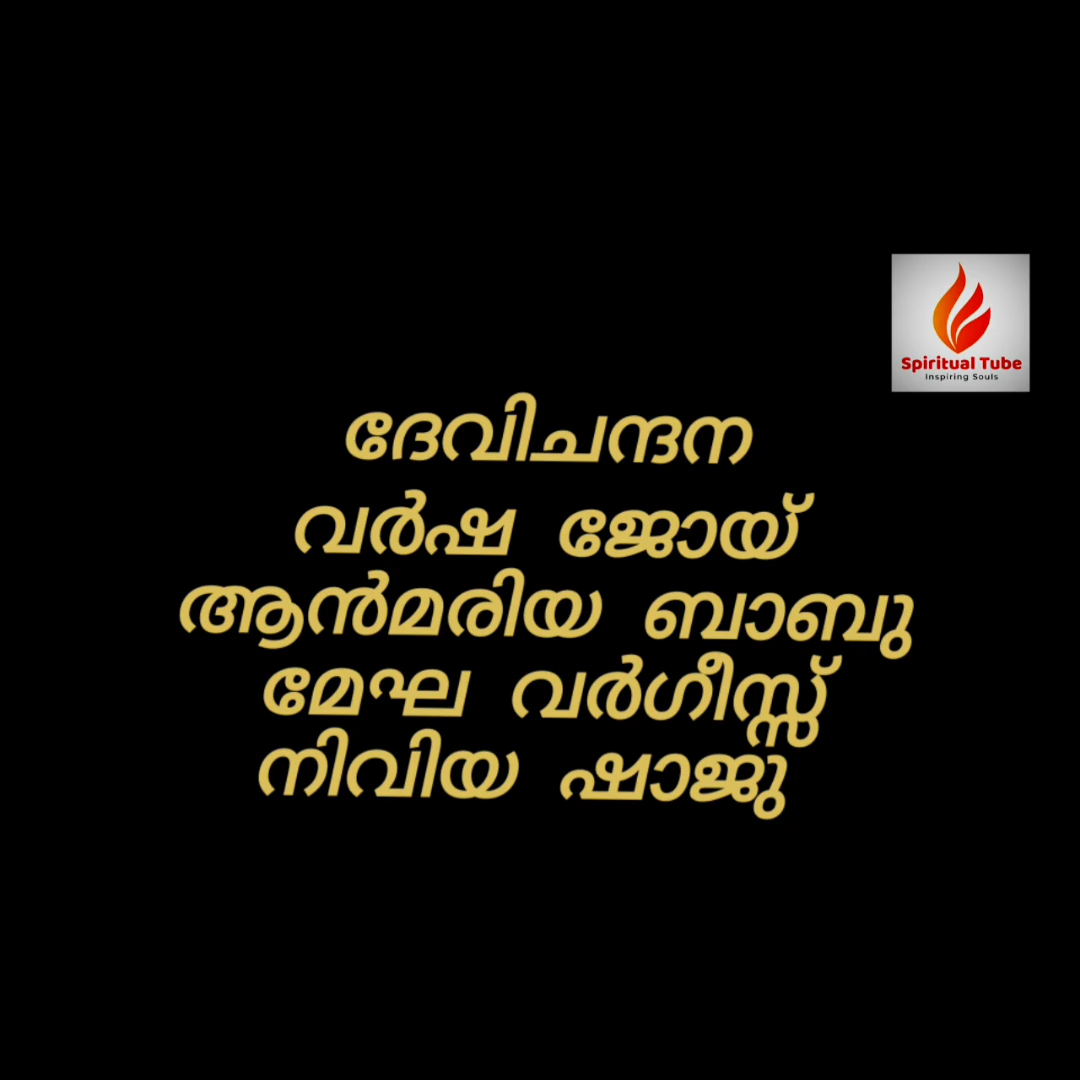 Spiritual Tube
Inspiring Souls
ദേവിചന്ദന
വർഷ ജോയ്
ആൻമരിയ ബാബു
മേഘ വർഗീസ്സ്
നിവിയ ഷാജു